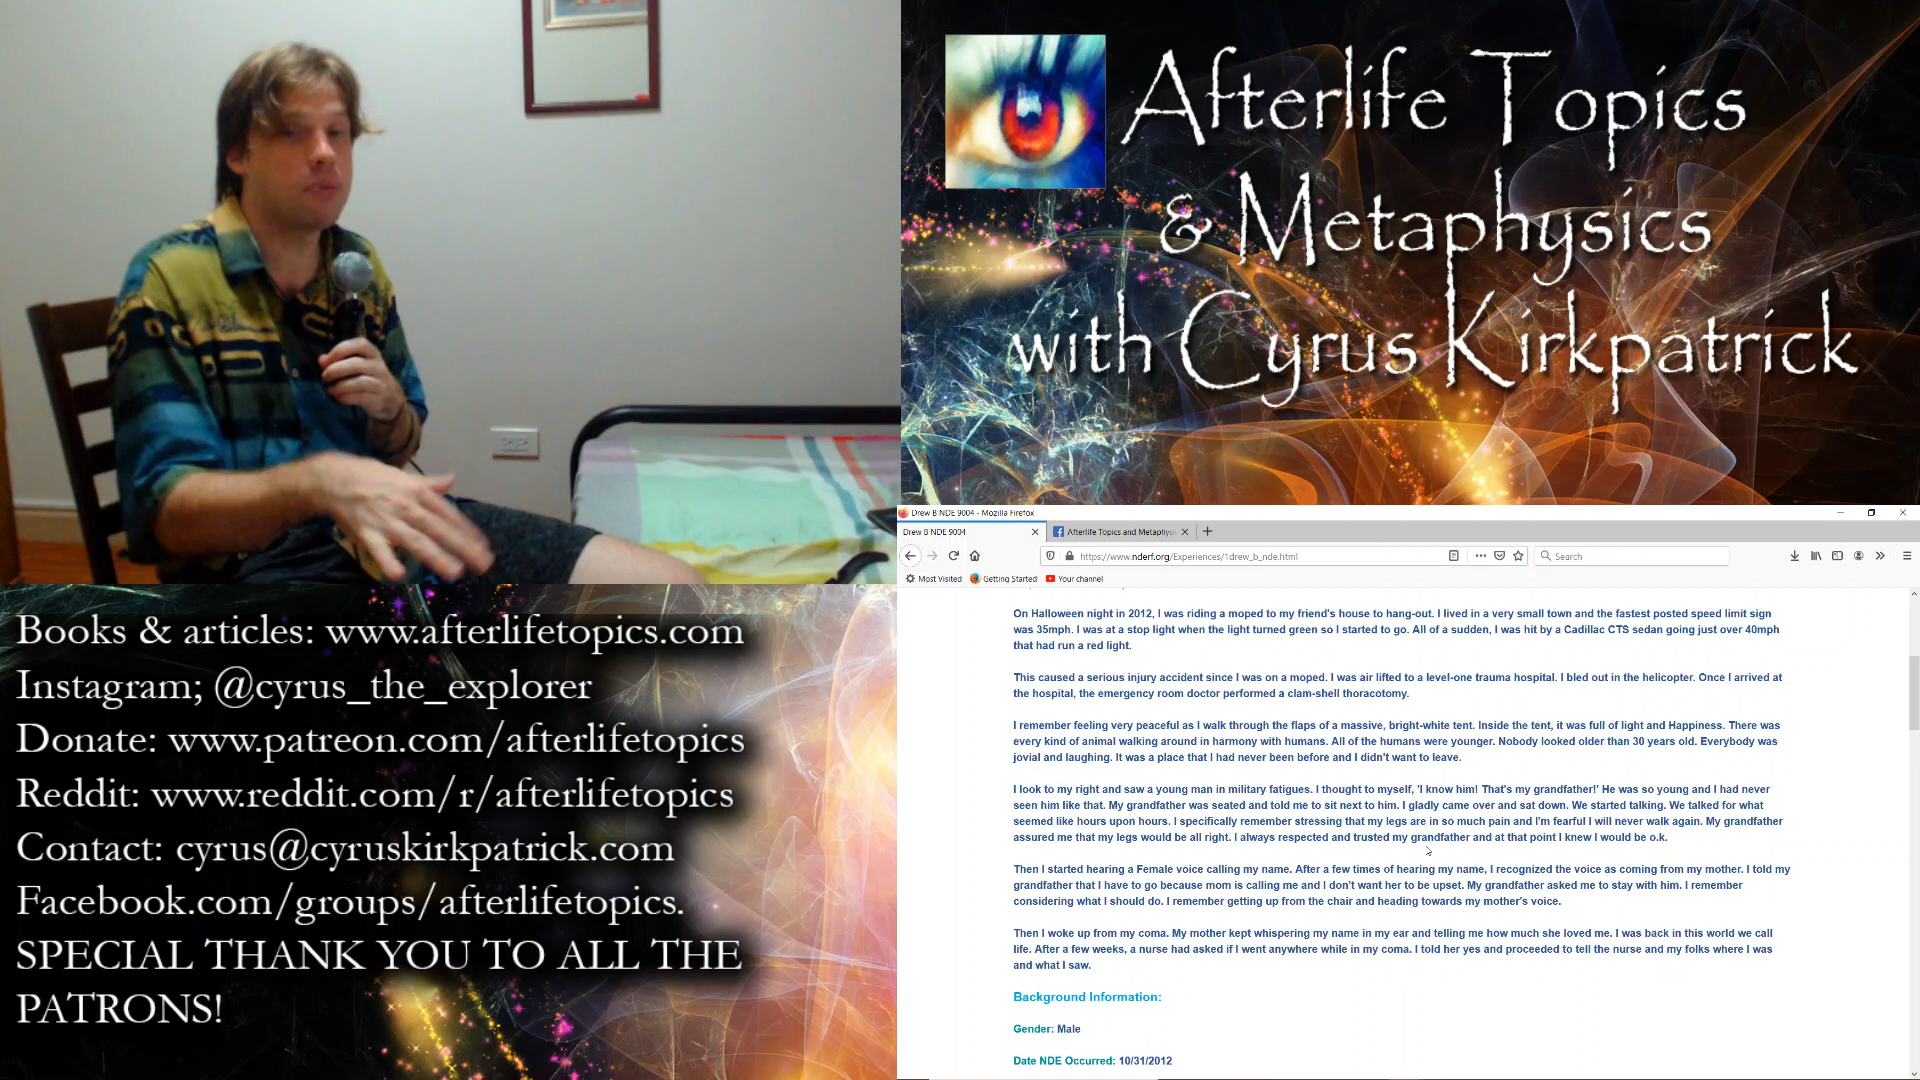 Afterlife Topics
& Metaphysics
with Cyrus Kirkpatrick
Books & articles: www.afterlifetopics.com
Instagram; @cyrus_the_explorer
Donate: www.patreon.com/afterlifetopics
Reddit: www.reddit.com/r/afterlifetopics
Contact: cyrus@cyruskirkpatrick.com
Facebook.com/groups/afterlifetopics.
SPECIAL THANK YOU TO ALL THE
PATRONS!
Drew B NDE 9004 - Mozilla Firefox
Drew B NDE 9004
Afterlife Topics and Metaphys
https://www.nderf.org/Experiences/1drew_b_nde.html
Search
Most Visited
Getting Started
Your channel
On Halloween night in 2012, I was riding a moped to my friend's house to hang-out. I lived in a very small town and the fastest posted speed limit sign
was 35mph. I was at a stop light when the light turned green so I started to go. All of a sudden, I was hit by a Cadillac CTS sedan going just over 40mph
that had run a red light.
This caused a serious injury accident since I was on a moped. I was air lifted to a level-one trauma hospital. I bled out in the helicopter. Once I arrived at
the hospital, the emergency room doctor performed a clam-shell thoracotomy.
I remember feeling very peaceful as I walk through the flaps of a massive, bright-white tent. Inside the tent, it was full of light and Happiness. There was
every kind of animal walking around in harmony with humans. All of the humans were younger. Nobody looked older than 30 years old. Everybody was
jovial and laughing. It was a place that I had never been before and I didn't want to leave.
I look to my right and saw a young man in military fatigues. I thought to myself, 'I know him! That's my grandfather!' He was so young and I had never
seen him like that. My grandfather was seated and told me to sit next to him. I gladly came over and sat down. We started talking. We talked for what
seemed like hours upon hours. I specifically remember stressing that my legs are in so much pain and I'm fearful I will never walk again. My grandfather
assured me that my legs would be all right. I always respected and trusted my grandfather and at that point I knew I would be o.k.
Then I started hearing a Female voice calling my name. After a few times of hearing my name, I recognized the voice as coming from my mother. I told my
grandfather that I have to go because mom is calling me and I don't want her to be upset. My grandfather asked me to stay with him. I remember
considering what I should do. I remember getting up from the chair and heading towards my mother's voice.
Then I woke up from my coma. My mother kept whispering my name in my ear and telling me how much she loved me. I was back in this world we call
life. After a few weeks, a nurse had asked if I went anywhere while in my coma. I told her yes and proceeded to tell the nurse and my folks where I was
and what I saw.
Background Information:
Gender: Male
Date NDE Occurred: 10/31/2012